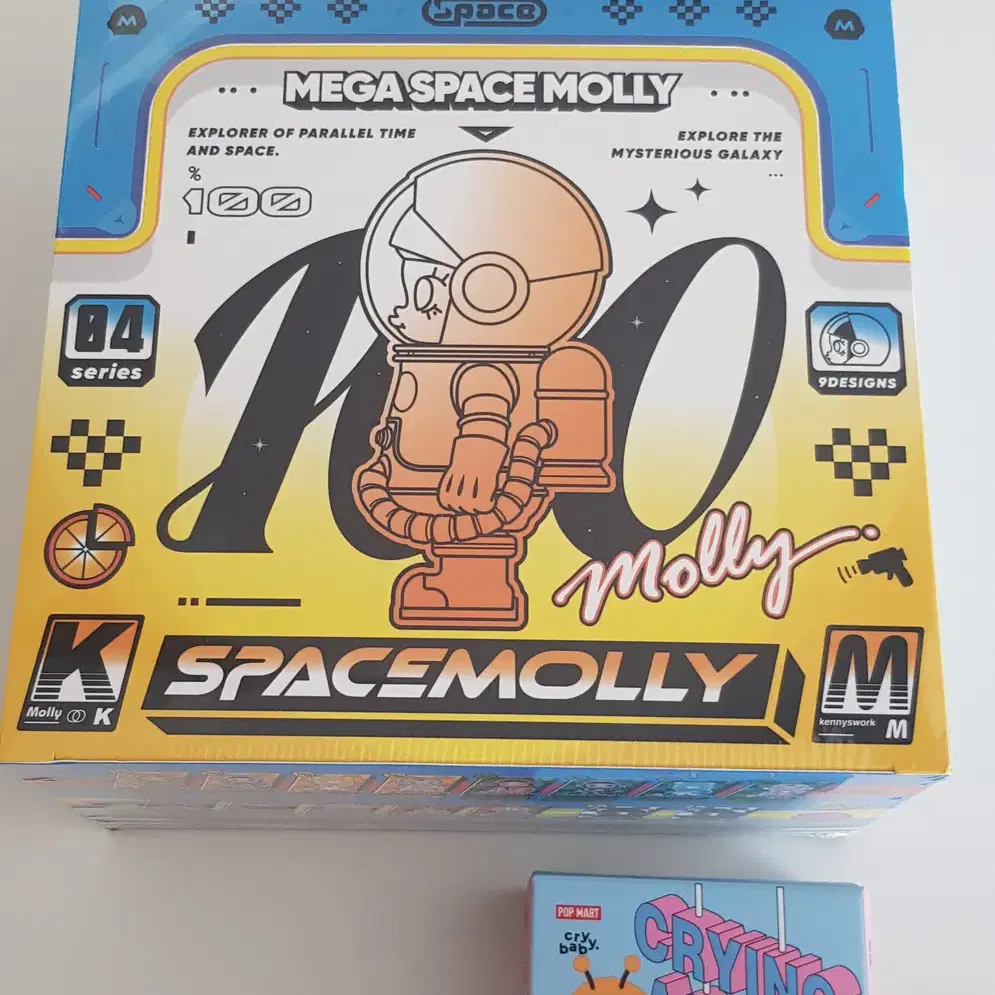 Space
M
M
MEGA SPACE MOLLY
EXPLORER OF PARALLEL TIME
AND SPACE.
EXPLORE THE
MYSTERIOUS GALAXY
...
%
100
100
04
series
9DESIGNS
Molly
K
Molly
K
SPACEMOLLY
M
kennyswork
M
POP MART
cry
baby.
CRYING